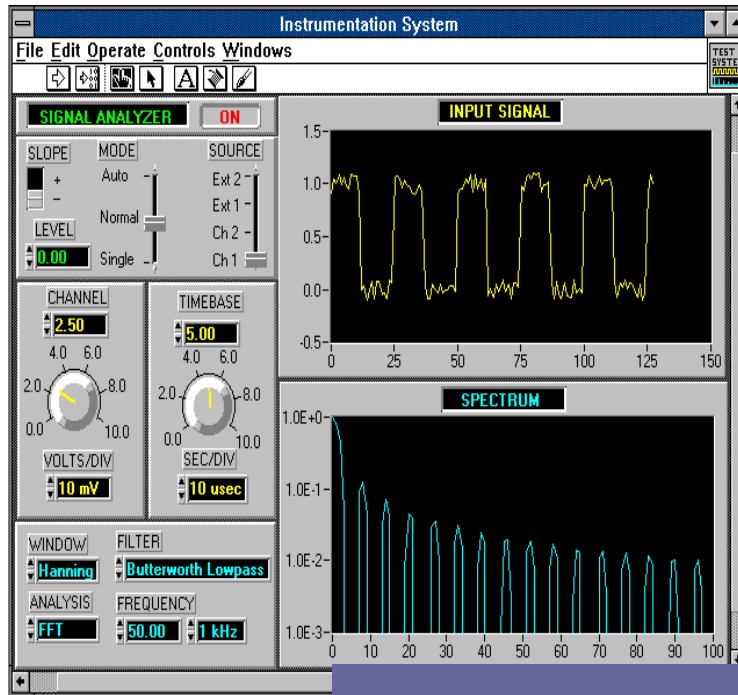 Instrumentation System
File Edit Operate Controls Windows
TEST
SYSTEM
SIGNAL ANALYZER ON
SLOPE MODE SOURCE
+
−
Auto
Normal
Single
Ext 2
Ext 1
Ch 2
Ch 1
LEVEL
0.00
CHANNEL
2.50
0.0 2.0 4.0 6.0 8.0 10.0
VOLTS/DIV
10 mV
TIMEBASE
5.00
0.0 2.0 4.0 6.0 8.0 10.0
SEC/DIV
10 usec
WINDOW FILTER
Hanning Butterworth Lowpass
ANALYSIS FREQUENCY
FFT 50.00 1 kHz
INPUT SIGNAL
1.5
1.0
0.5
0.0
-0.5
0 25 50 75 100 125 150
SPECTRUM
1.0E+0
1.0E-1
1.0E-2
1.0E-3
0 10 20 30 40 50 60 70 80 90 100